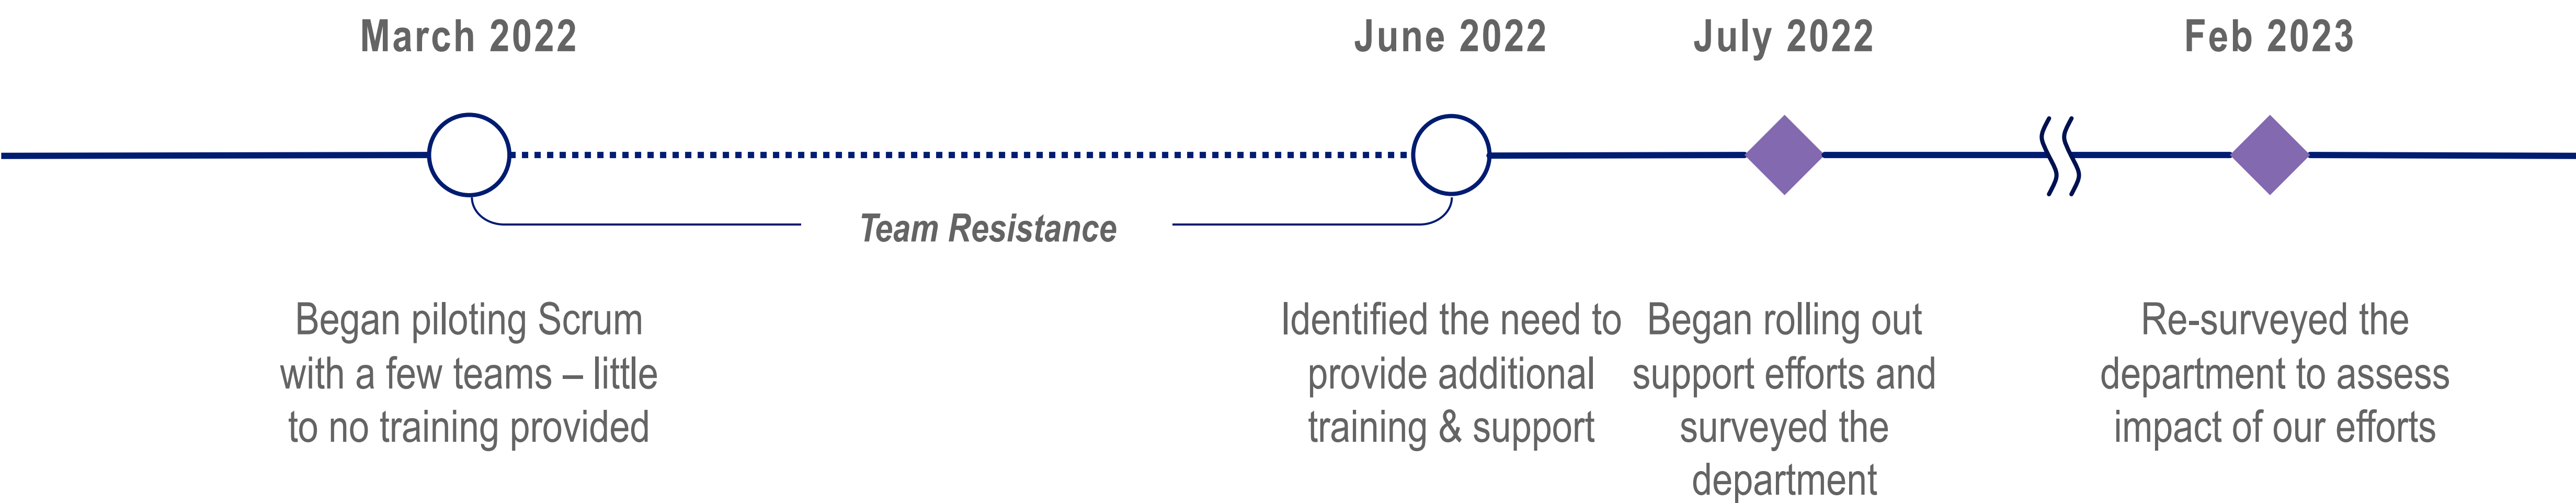 March 2022
June 2022
July 2022
Feb 2023
Team Resistance
Began piloting Scrum
with a few teams – little
to no training provided
Identified the need to
provide additional
training & support
Began rolling out
support efforts and
surveyed the
department
Re-surveyed the
department to assess
impact of our efforts